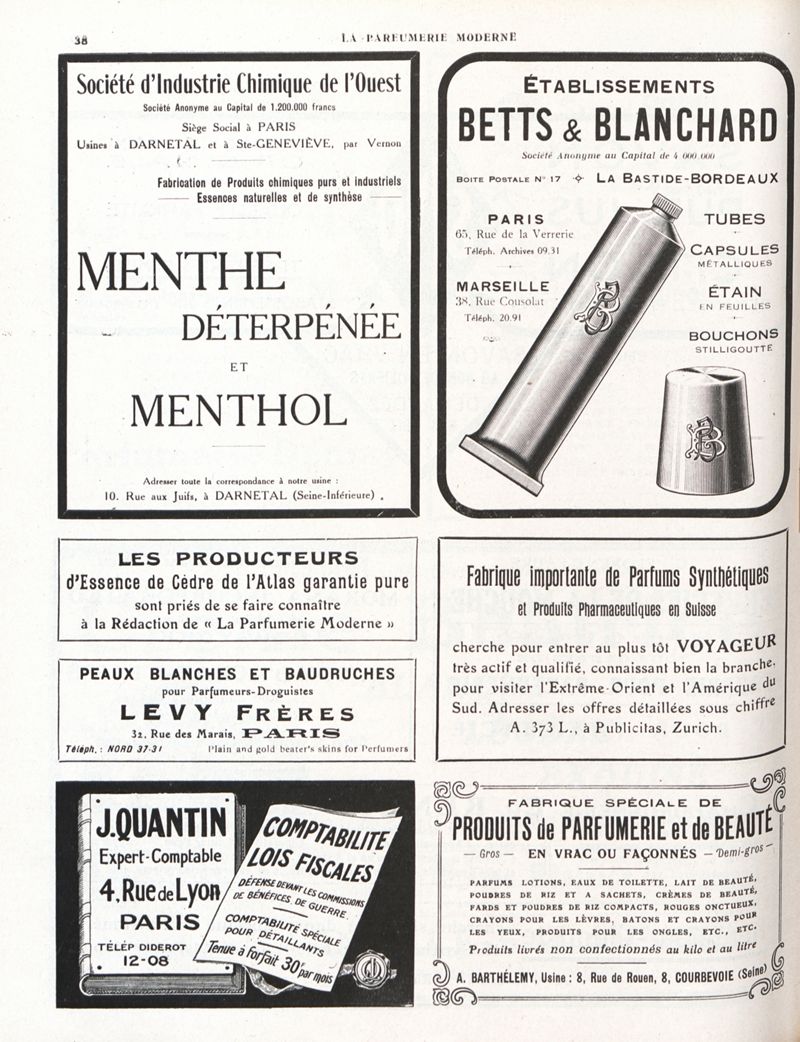 38
LA PARFUMERIE MODERNE
Société d'Industrie Chimique de l'Ouest
Société Anonyme au Capital de 1.200.000 francs
Siège Social à PARIS
Usines à DARNETAL et à Ste-GENEVIÈVE, par Vernon
Fabrication de Produits chimiques purs et industriels
Essences naturelles et de synthèse
MENTHE
DÉTERPÉNÉE
ET
MENTHOL
Adresser toute la correspondance à notre usine :
10. Rue aux Juifs, à DARNETAL (Seine-Inférieure) .
ÉTABLISSEMENTS
BETTS & BLANCHARD
Société Anonyme au Capital de 4 000 000
BOITE POSTALE N° 17 LA BASTIDE-BORDEAUX
PARIS
65, Rue de la Verrerie
Téléph. Archives 09.31
MARSEILLE
38, Rue Consolat
Téléph. 20.91
TUBES
CAPSULES
MÉTALLIQUES
ÉTAIN
EN FEUILLES
BOUCHONS
STILLIGOUTTE
BB
BB
LES PRODUCTEURS
d'Essence de Cèdre de l'Atlas garantie pure
sont priés de se faire connaître
à la Rédaction de « La Parfumerie Moderne »
PEAUX BLANCHES ET BAUDRUCHES
pour Parfumeurs-Droguistes
LEVY FRÈRES
32, Rue des Marais, PARIS
Téléph. : NORD 37-31 Plain and gold beater's skins for Perfumers
Fabrique importante de Parfums Synthétiques
et Produits Pharmaceutiques en Suisse
cherche pour entrer au plus tôt VOYAGEUR
très actif et qualifié, connaissant bien la branche,
pour visiter l'Extrême-Orient et l'Amérique du
Sud. Adresser les offres détaillées sous chiffre
A. 373 L., à Publicitas, Zurich.
J. QUANTIN
Expert-Comptable
4, Rue de Lyon
PARIS
TÉLÉP DIDEROT
12-08
COMPTABILITE
LOIS FISCALES
DÉFENSE DEVANT LES COMMISSIONS
DE BÉNÉFICES DE GUERRE
COMPTABILITÉ SPÉCIALE
POUR DÉTAILLANTS
Tenue à forfait 30f par mois
FABRIQUE SPÉCIALE DE
PRODUITS de PARFUMERIE et de BEAUTÉ
— Gros — EN VRAC OU FAÇONNÉS — Demi-gros —
PARFUMS LOTIONS, EAUX DE TOILETTE, LAIT DE BEAUTÉ,
POUDRES DE RIZ ET A SACHETS, CRÈMES DE BEAUTÉ,
FARDS ET POUDRES DE RIZ COMPACTS, ROUGES ONCTUEUX,
CRAYONS POUR LES LÈVRES, BATONS ET CRAYONS POUR
LES YEUX, PRODUITS POUR LES ONGLES, ETC., ETC.
Produits livrés non confectionnés au kilo et au litre
A. BARTHÉLEMY, Usine : 8, Rue de Rouen, 8, COURBEVOIE (Seine)